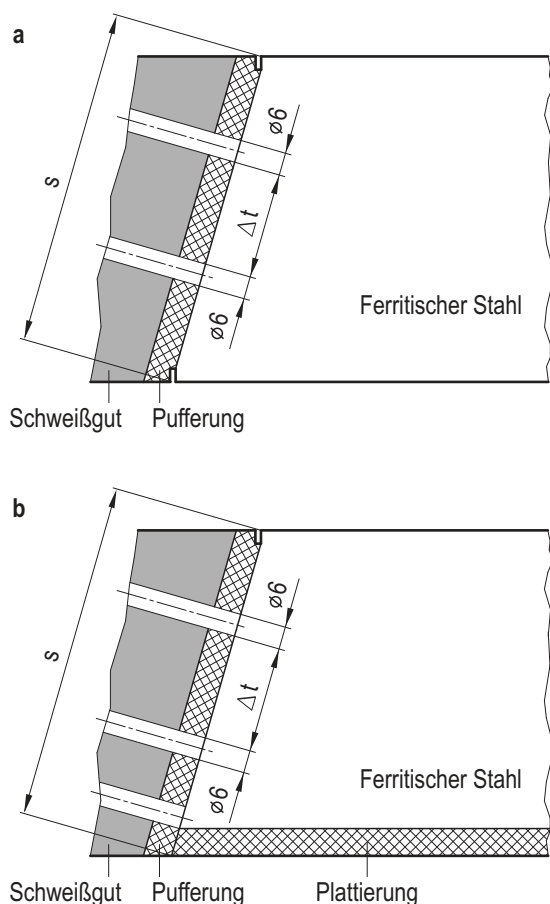 a
ø6
s
Δt
Ferritischer Stahl
ø6
Schweißgut Pufferung
b
ø6
s
Δt
Ferritischer Stahl
ø6
Schweißgut Pufferung Plattierung